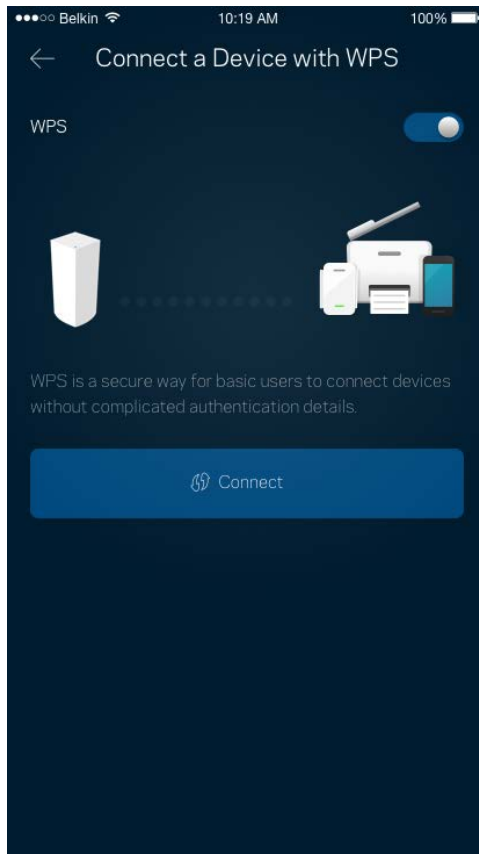 Belkin 10:19 AM 100%
Connect a Device with WPS
WPS
WPS is a secure way for basic users to connect devices
without complicated authentication details.
Connect